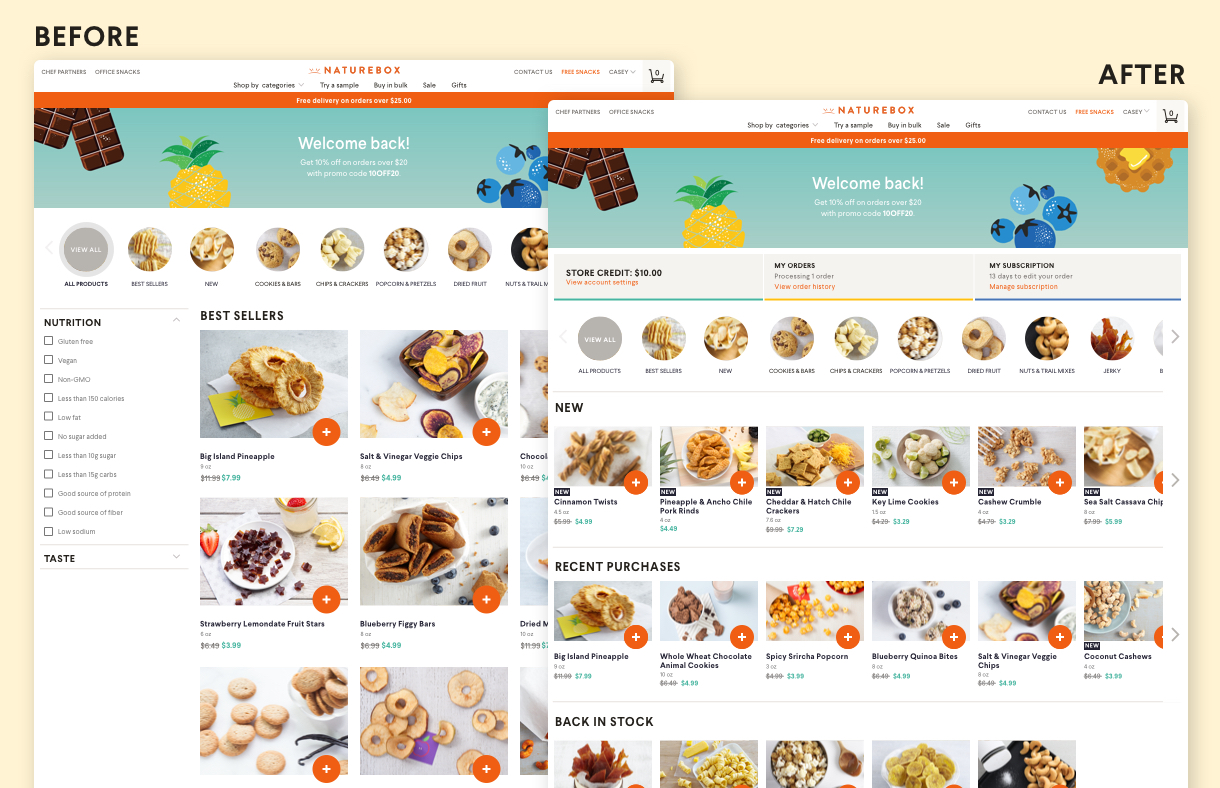 BEFORE
CHEF PARTNERS OFFICE SNACKS
NATUREBOX
CONTACT US FREE SNACKS CASEY
0
Shop by categories Try a sample Buy in bulk Sale Gifts
Free delivery on orders over $25.00
Welcome back!
Get 10% off on orders over $20
with promo code 10OFF20.
VIEW ALL
ALL PRODUCTS BEST SELLERS NEW COOKIES & BARS CHIPS & CRACKERS POPCORN & PRETZELS DRIED FRUIT NUTS & TRAIL M
NUTRITION
Gluten free
Vegan
Non-GMO
Less than 150 calories
Low fat
No sugar added
Less than 10g sugar
Less than 15g carbs
Good source of protein
Good source of fiber
Low sodium
TASTE
BEST SELLERS
Big Island Pineapple Salt & Vinegar Veggie Chips Chocola
9 oz 8 oz 10 oz
$11.99 $7.99 $6.49 $4.99 $6.49 $4
Strawberry Lemondate Fruit Stars Blueberry Figgy Bars Dried M
6 oz 8 oz 10 oz
$6.49 $3.99 $6.99 $4.99 $11.99 $7
AFTER
CHEF PARTNERS OFFICE SNACKS
NATUREBOX
CONTACT US FREE SNACKS CASEY
0
Shop by categories Try a sample Buy in bulk Sale Gifts
Free delivery on orders over $25.00
Welcome back!
Get 10% off on orders over $20
with promo code 10OFF20.
STORE CREDIT: $10.00
View account settings
MY ORDERS
Processing 1 order
View order history
MY SUBSCRIPTION
13 days to edit your order
Manage subscription
VIEW ALL
ALL PRODUCTS BEST SELLERS NEW COOKIES & BARS CHIPS & CRACKERS POPCORN & PRETZELS DRIED FRUIT NUTS & TRAIL MIXES JERKY B
NEW
NEW NEW NEW NEW NEW NEW
Cinnamon Twists
4.5 oz
$5.99 $4.99
Pineapple & Ancho Chile
Pork Rinds
4 oz
$4.49
Cheddar & Hatch Chile
Crackers
7.6 oz
$9.99 $7.29
Key Lime Cookies
1.5 oz
$4.29 $3.29
Cashew Crumble
4 oz
$4.79 $3.29
Sea Salt Cassava Chip
8 oz
$7.99 $5.99
RECENT PURCHASES
Big Island Pineapple
9 oz
$11.99 $7.99
Whole Wheat Chocolate
Animal Cookies
10 oz
$6.49 $4.99
Spicy Srircha Popcorn
3 oz
$4.99 $3.99
Blueberry Quinoa Bites
8 oz
$6.49 $4.99
Salt & Vinegar Veggie
Chips
8 oz
$6.49 $4.99
NEW
Coconut Cashews
4 oz
$6.49 $3.99
BACK IN STOCK